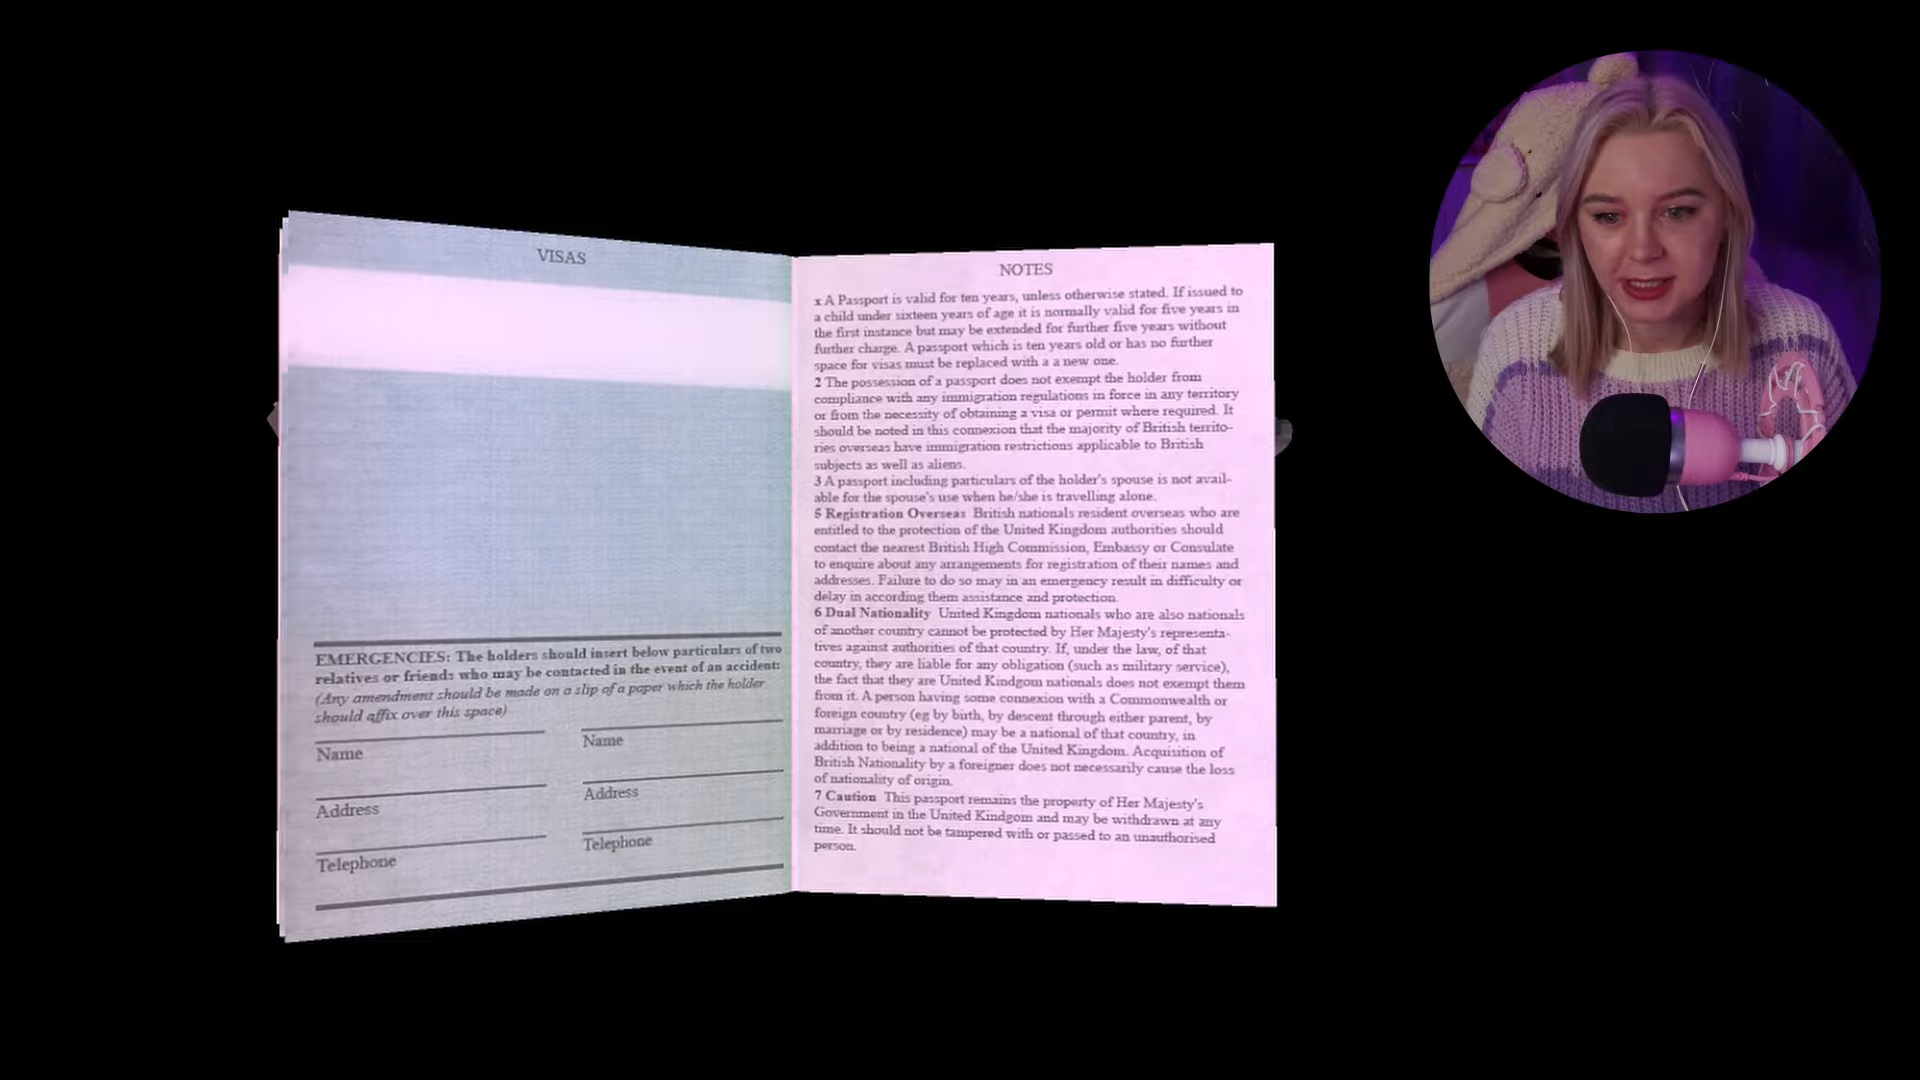 VISAS
EMERGENCIES: The holders should insert below particulars of two
relatives or friends who may be contacted in the event of an accident:
(Any amendment should be made on a slip of a paper which the holder
should affix over this space)
Name
Name
Address
Address
Telephone
Telephone
NOTES
x A Passport is valid for ten years, unless otherwise stated. If issued to
a child under sixteen years of age it is normally valid for five years in
the first instance but may be extended for further five years without
further charge. A passport which is ten years old or has no further
space for visas must be replaced with a a new one.
2 The possession of a passport does not exempt the holder from
compliance with any immigration regulations in force in any territory
or from the necessity of obtaining a visa or permit where required. It
should be noted in this connexion that the majority of British territo-
ries overseas have immigration restrictions applicable to British
subjects as well as aliens.
3 A passport including particulars of the holder's spouse is not avail-
able for the spouse's use when he/she is travelling alone.
5 Registration Overseas British nationals resident overseas who are
entitled to the protection of the United Kingdom authorities should
contact the nearest British High Commission, Embassy or Consulate
to enquire about any arrangements for registration of their names and
addresses. Failure to do so may in an emergency result in difficulty or
delay in according them assistance and protection.
6 Dual Nationality United Kingdom nationals who are also nationals
of another country cannot be protected by Her Majesty's representa-
tives against authorities of that country. If, under the law, of that
country, they are liable for any obligation (such as military service),
the fact that they are United Kindgom nationals does not exempt them
from it. A person having some connexion with a Commonwealth or
foreign country (eg by birth, by descent through either parent, by
marriage or by residence) may be a national of that country, in
addition to being a national of the United Kingdom. Acquisition of
British Nationality by a foreigner does not necessarily cause the loss
of nationality of origin.
7 Caution This passport remains the property of Her Majesty's
Government in the United Kindgom and may be withdrawn at any
time. It should not be tampered with or passed to an unauthorised
person.